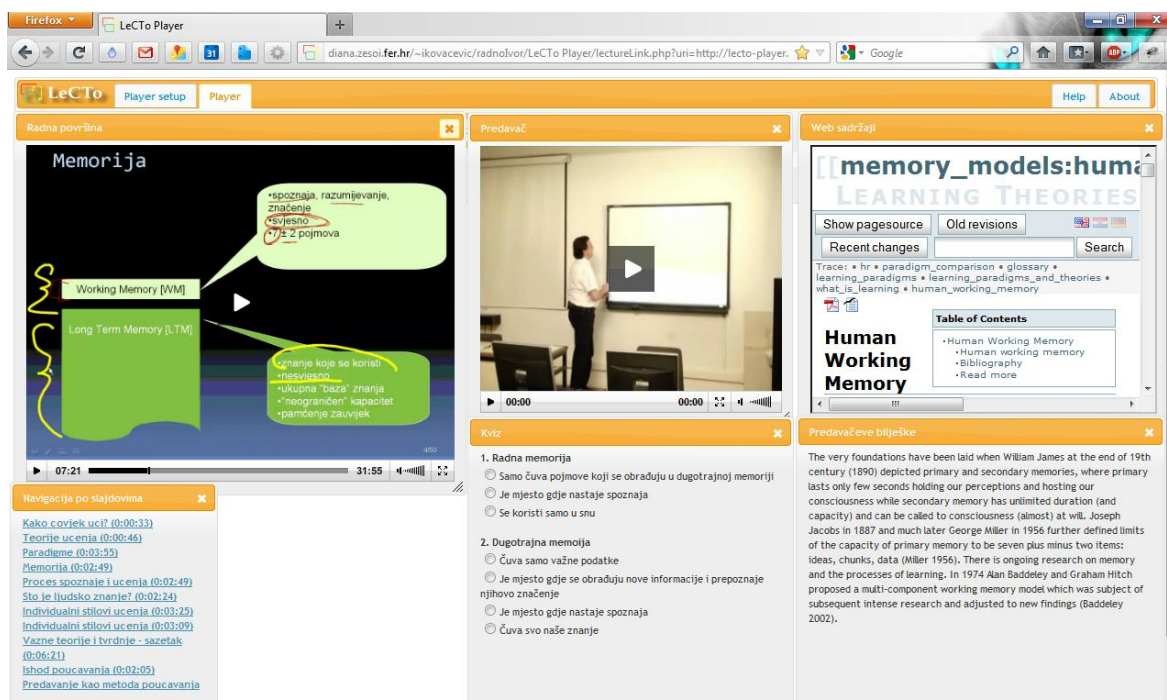 Firefox
LeCTo Player
diana.zesoi.fer.hr/~ikovacevic/radnoIvor/LeCTo Player/lectureLink.php?uri=http://lecto-player.
Google
LeCTo
Player setup
Player
Help
About
Radna površina
Memorija
•spoznaja, razumijevanje,
značenje
•svjesno
•7 ± 2 pojmova
Working Memory [WM]
Long Term Memory [LTM]
•znanje koje se koristi
•nesvjesno
•ukupna "baza" znanja
•"neograničen" kapacitet
•pamćenje zauvijek
4/60
07:21
31:55
Navigacija po slajdovima
Kako covjek uci? (0:00:33)
Teorije ucenja (0:00:46)
Paradigme (0:03:55)
Memorija (0:02:49)
Proces spoznaje i ucenja (0:02:49)
Sto je ljudsko znanje? (0:02:24)
Individualni stilovi ucenja (0:03:25)
Individualni stilovi ucenja (0:03:09)
Vazne teorije i tvrdnje - sazetak
(0:06:21)
Ishod poucavanja (0:02:05)
Predavanje kao metoda poucavanja
Predavač
00:00
00:00
Kviz
1. Radna memorija
Samo čuva pojmove koji se obrađuju u dugotrajnoj memoriji
Je mjesto gdje nastaje spoznaja
Se koristi samo u snu
2. Dugotrajna memoija
Čuva samo važne podatke
Je mjesto gdje se obrađuju nove informacije i prepoznaje
njihovo značenje
Je mjesto gdje nastaje spoznaja
Čuva svo naše znanje
Web sadržaji
[[memory_models:huma
LEARNING THEORIES
Show pagesource
Old revisions
Recent changes
Search
Trace: • hr • paradigm_comparison • glossary •
learning_paradigms • learning_paradigms_and_theories •
what_is_learning • human_working_memory
Human
Working
Memory
Table of Contents
•Human Working Memory
•Human working memory
•Bibliography
•Read more
Predavačeve bilješke
The very foundations have been laid when William James at the end of 19th
century (1890) depicted primary and secondary memories, where primary
lasts only few seconds holding our perceptions and hosting our
consciousness while secondary memory has unlimited duration (and
capacity) and can be called to consciousness (almost) at will. Joseph
Jacobs in 1887 and much later George Miller in 1956 further defined limits
of the capacity of primary memory to be seven plus minus two items:
ideas, chunks, data (Miller 1956). There is ongoing research on memory
and the processes of learning. In 1974 Alan Baddeley and Graham Hitch
proposed a multi-component working memory model which was subject of
subsequent intense research and adjusted to new findings (Baddeley
2002).